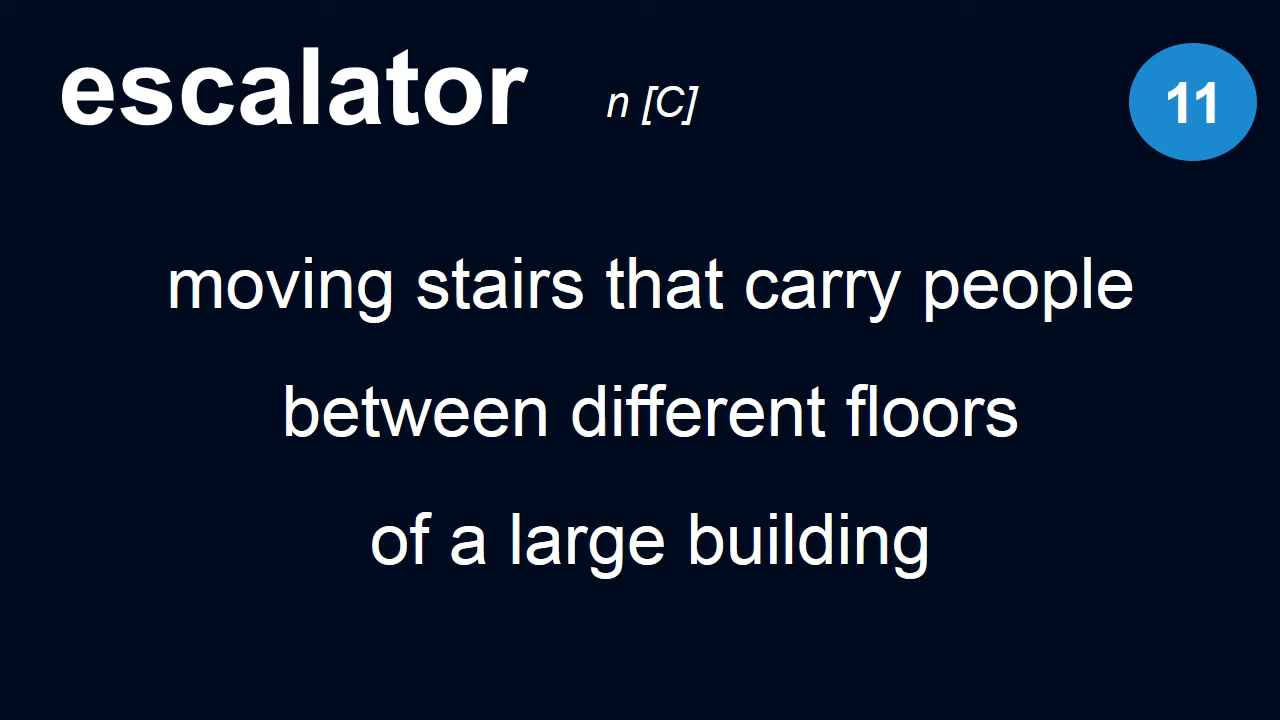 escalator n [C]
11
moving stairs that carry people
between different floors
of a large building